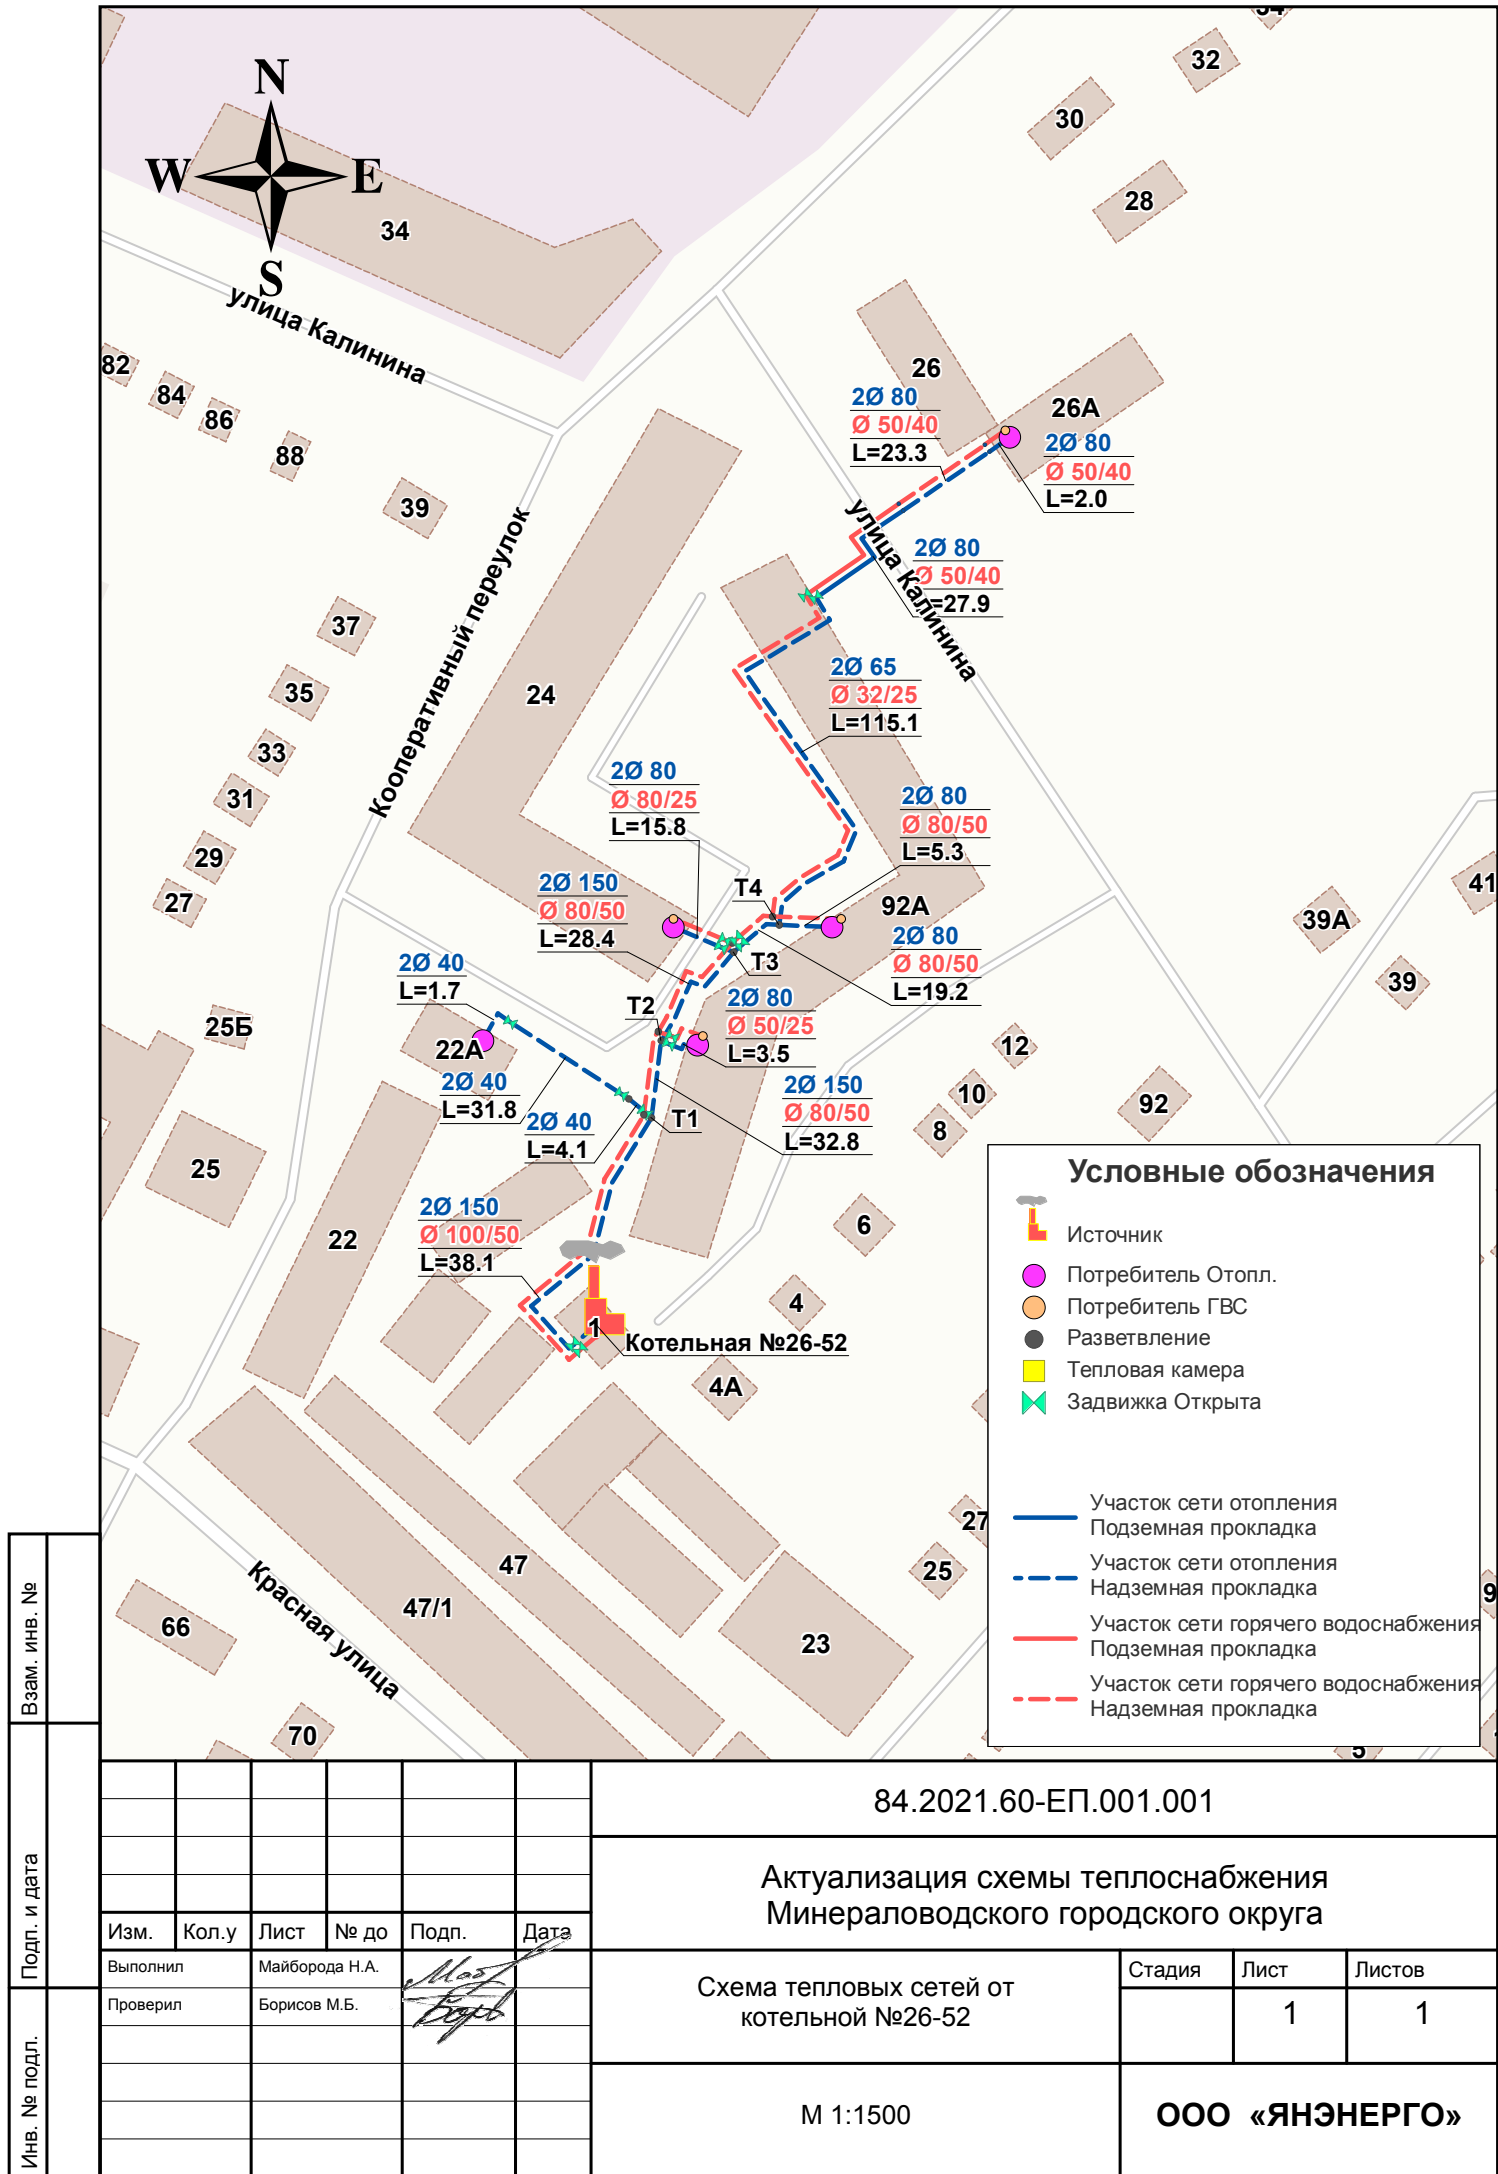 34
32
30
28
N
W
E
S
34
улица Калинина
82
84
86
88
39
26
26А
2Ø 80
Ø 50/40
L=23.3
2Ø 80
Ø 50/40
L=2.0
улица Калинина
2Ø 80
Ø 50/40
L=27.9
Кооперативный переулок
37
35
33
31
29
27
24
2Ø 65
Ø 32/25
L=115.1
2Ø 80
Ø 80/25
L=15.8
2Ø 80
Ø 80/50
L=5.3
2Ø 150
Ø 80/50
L=28.4
Т4
92А
Т3
2Ø 80
Ø 80/50
L=19.2
41
39А
39
2Ø 40
L=1.7
Т2
2Ø 80
Ø 50/25
L=3.5
25Б
22А
2Ø 40
L=31.8
2Ø 40
L=4.1
Т1
2Ø 150
Ø 80/50
L=32.8
12
10
8
92
25
22
2Ø 150
Ø 100/50
L=38.1
6
4
1
Котельная №26-52
4А
Условные обозначения
Источник
Потребитель Отопл.
Потребитель ГВС
Разветвление
Тепловая камера
Задвижка Открыта
Участок сети отопления
Подземная прокладка
Участок сети отопления
Надземная прокладка
Участок сети горячего водоснабжения
Подземная прокладка
Участок сети горячего водоснабжения
Надземная прокладка
27
25
9
47
47/1
23
66
70
5
Красная улица
Взам. инв. №
Подп. и дата
Инв. № подл.
84.2021.60-ЕП.001.001
Актуализация схемы теплоснабжения
Минераловодского городского округа
Изм.
Кол.у
Лист
№ до
Подп.
Дата
Выполнил
Майборода Н.А.
Проверил
Борисов М.Б.
Схема тепловых сетей от
котельной №26-52
Стадия
Лист
Листов
1
1
М 1:1500
ООО «ЯНЭНЕРГО»